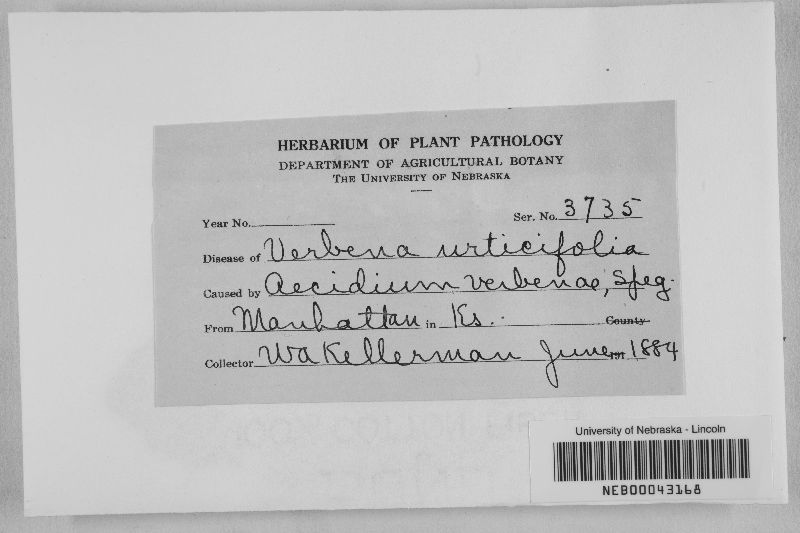 HERBARIUM OF PLANT PATHOLOGY
DEPARTMENT OF AGRICULTURAL BOTANY
THE UNIVERSITY OF NEBRASKA
Year No. Ser. No. 3735
Disease of Verbena urticifolia
Caused by Aecidium verbenae, Speg.
From Manhattan in Ks. County
Collector WA Kellerman June 191 1884
University of Nebraska - Lincoln
NEB00043168